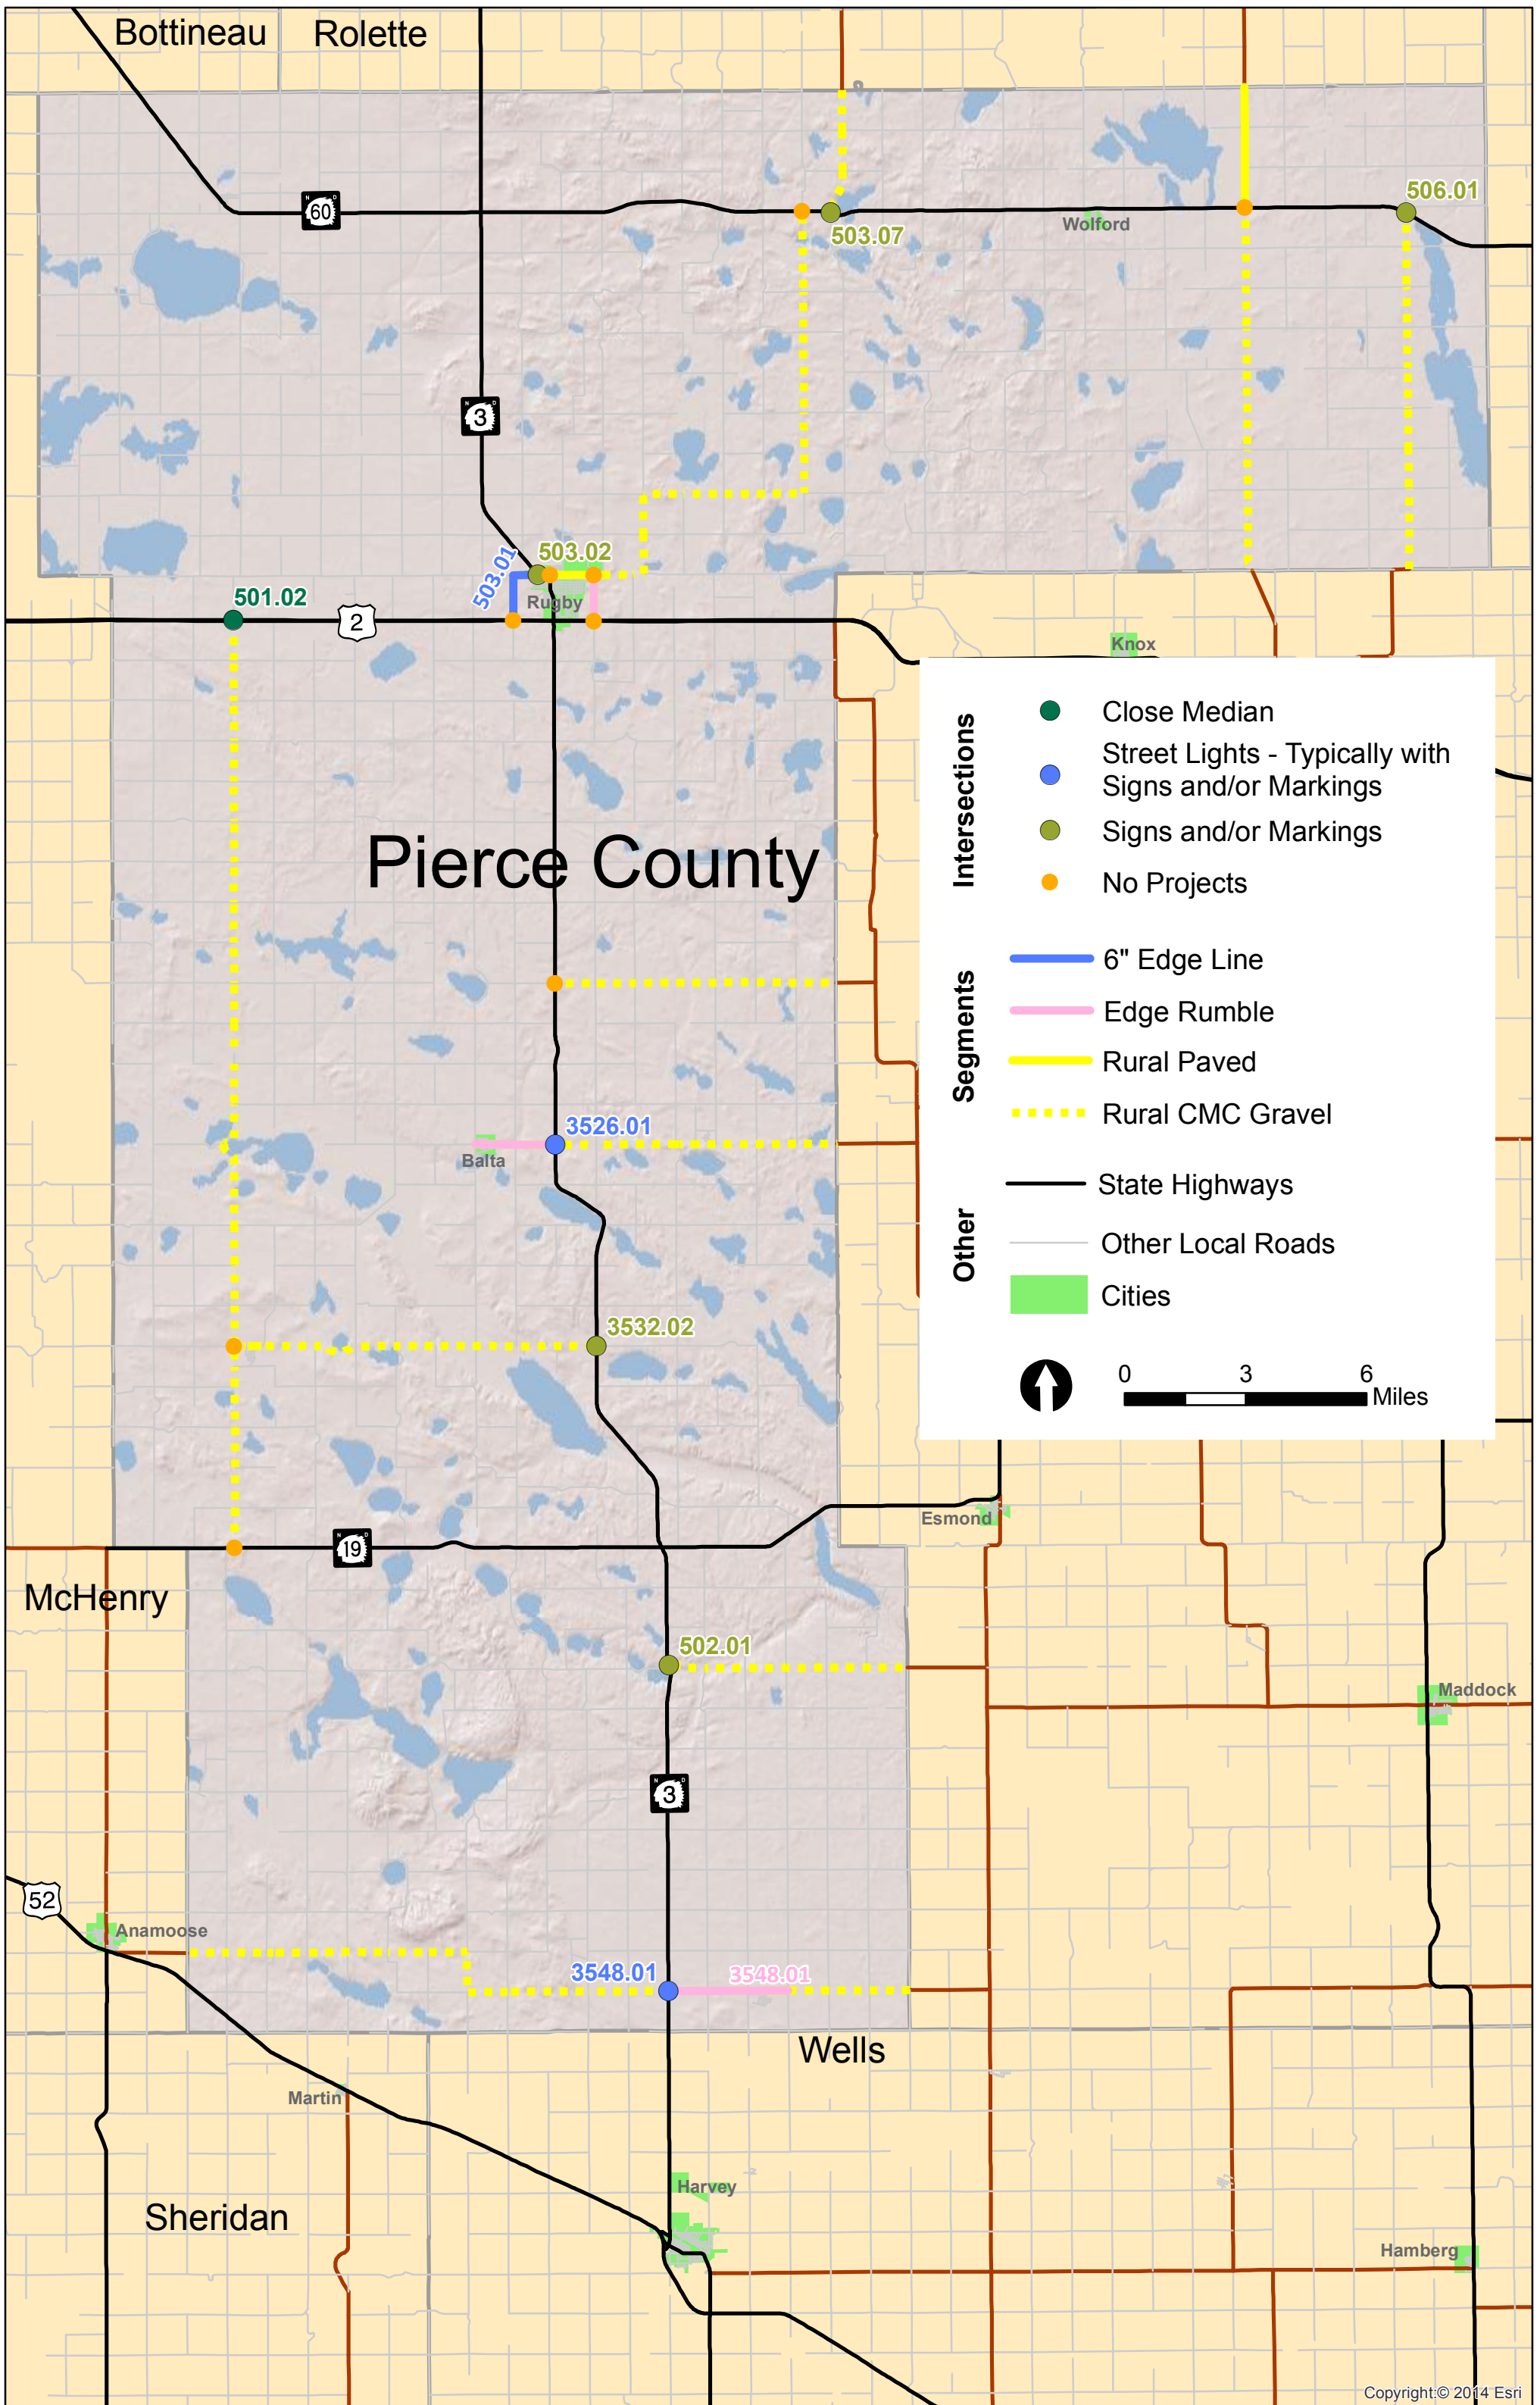 Bottineau
Rolette
60
506.01
503.07
Wolford
N D
3
503.01
503.02
Rugby
501.02
2
Knox
Intersections
Close Median
Street Lights - Typically with
Signs and/or Markings
Signs and/or Markings
No Projects
Pierce County
Segments
6" Edge Line
Edge Rumble
Rural Paved
Rural CMC Gravel
3526.01
Balta
Other
State Highways
Other Local Roads
Cities
3532.02
0
3
6
Miles
Esmond
N D
19
McHenry
502.01
Maddock
N D
3
52
Anamoose
3548.01
3548.01
Wells
Martin
Harvey
Sheridan
Hamberg
Copyright:© 2014 Esri